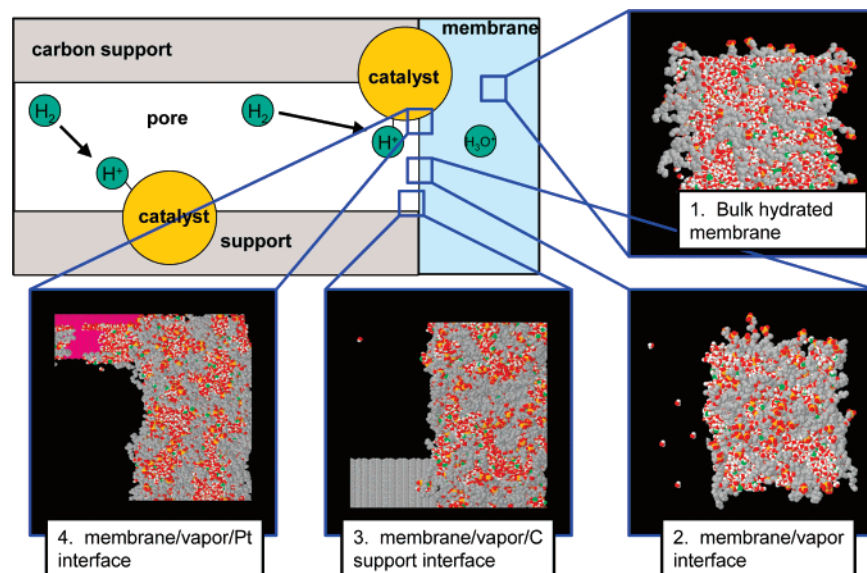 carbon support
membrane
catalyst
H₂
H₂
pore
H⁺
H₃O⁺
H⁺
catalyst
support
1. Bulk hydrated
membrane
4. membrane/vapor/Pt
interface
3. membrane/vapor/C
support interface
2. membrane/vapor
interface